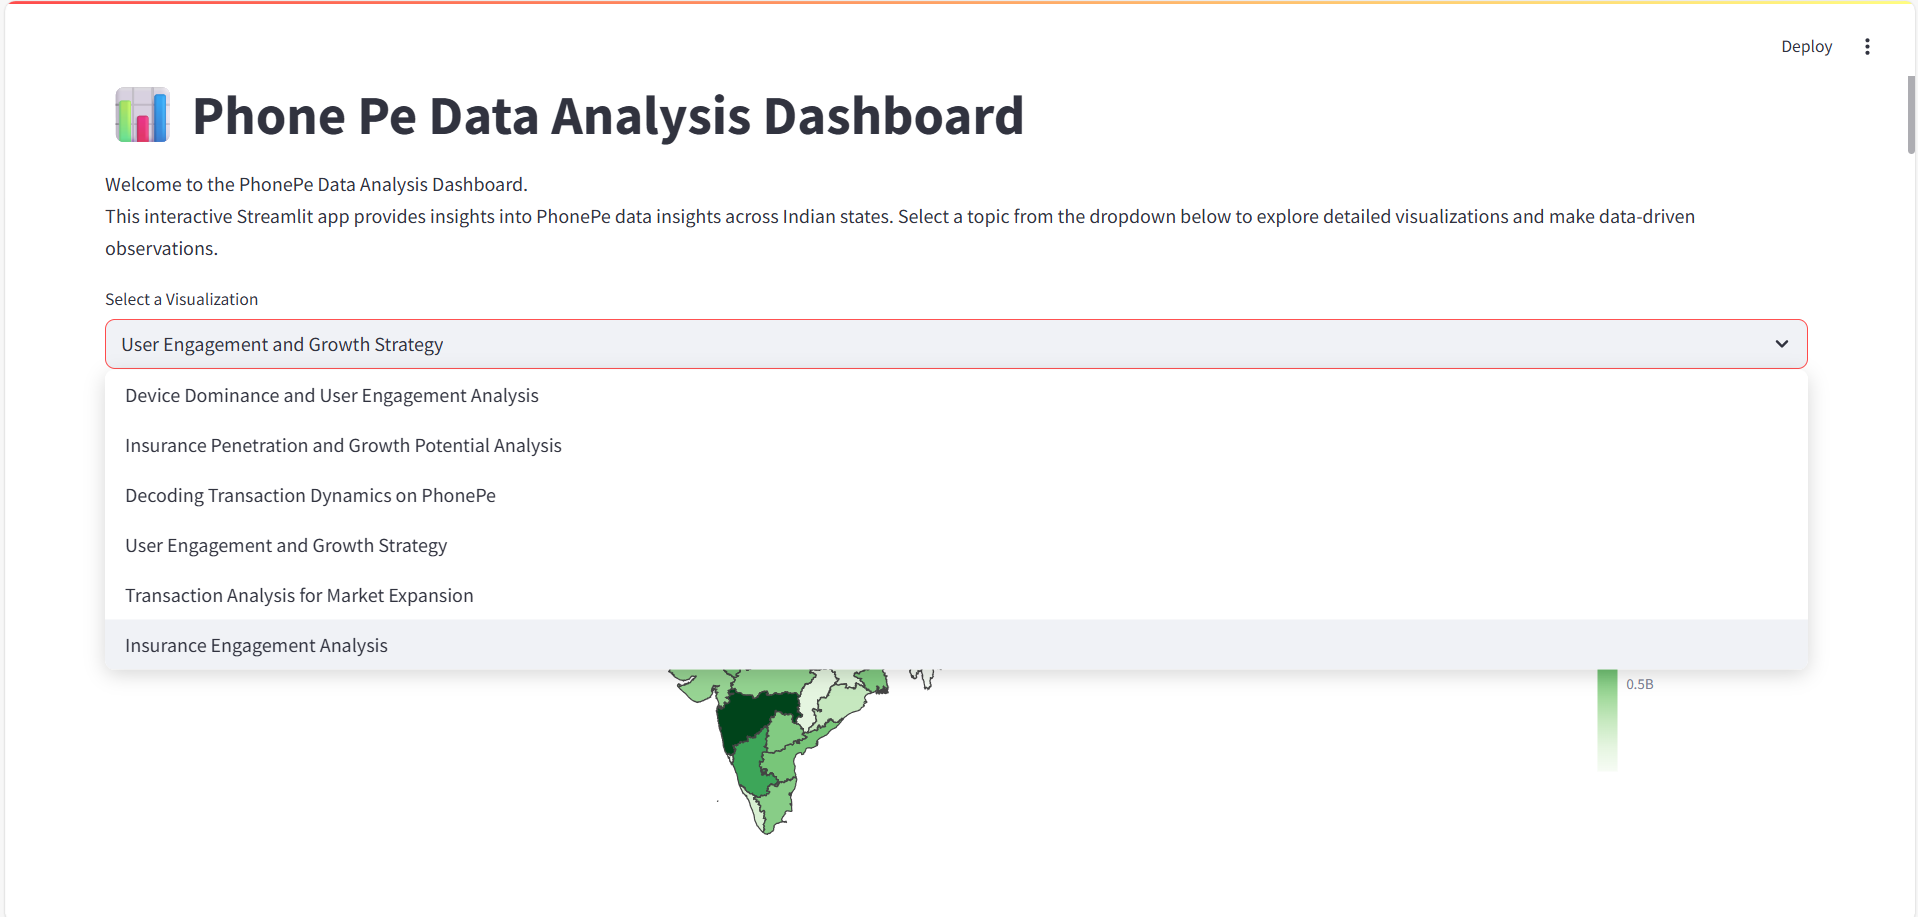 Deploy
Phone Pe Data Analysis Dashboard
Welcome to the PhonePe Data Analysis Dashboard.
This interactive Streamlit app provides insights into PhonePe data insights across Indian states. Select a topic from the dropdown below to explore detailed visualizations and make data-driven
observations.
Select a Visualization
User Engagement and Growth Strategy
Device Dominance and User Engagement Analysis
Insurance Penetration and Growth Potential Analysis
Decoding Transaction Dynamics on PhonePe
User Engagement and Growth Strategy
Transaction Analysis for Market Expansion
Insurance Engagement Analysis
0.5B